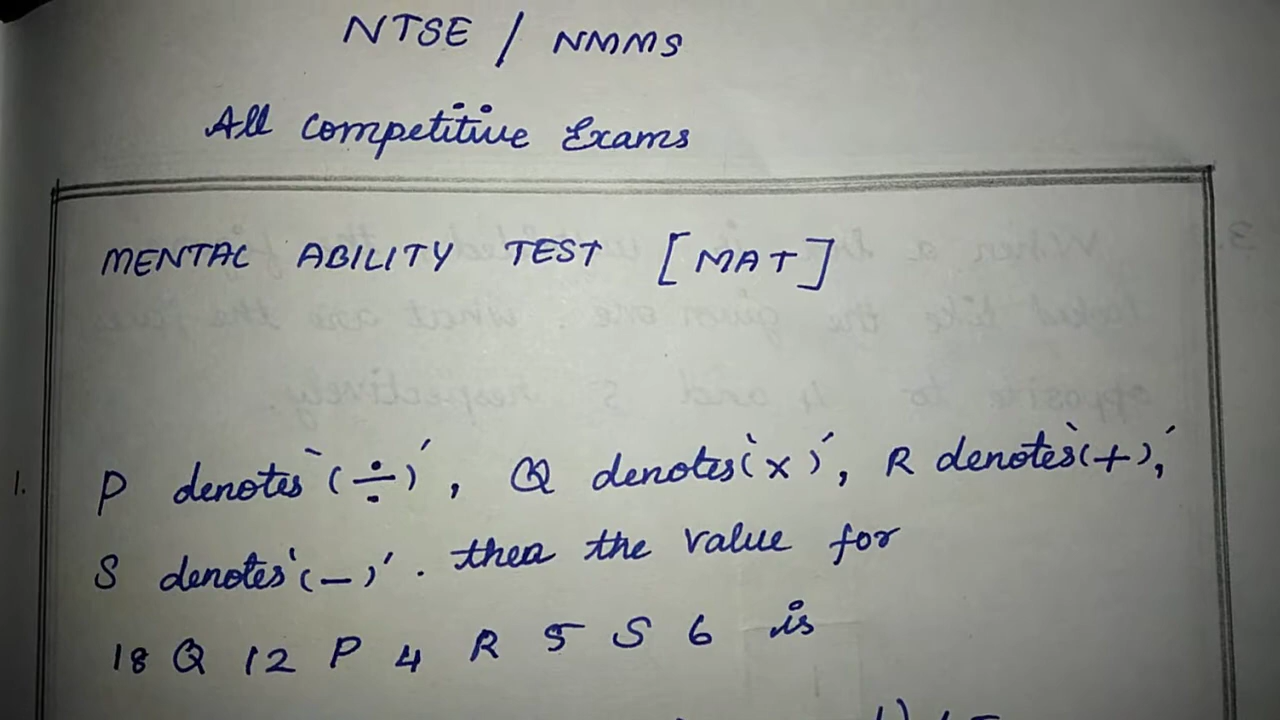 NTSE / NMMS
All Competitive Exams
MENTAL ABILITY TEST [MAT]
1. P denotes `(÷)', Q denotes `(×)', R denotes `(+)',
S denotes '(–)'. then the value for
18 Q 12 P 4 R 5 S 6 is